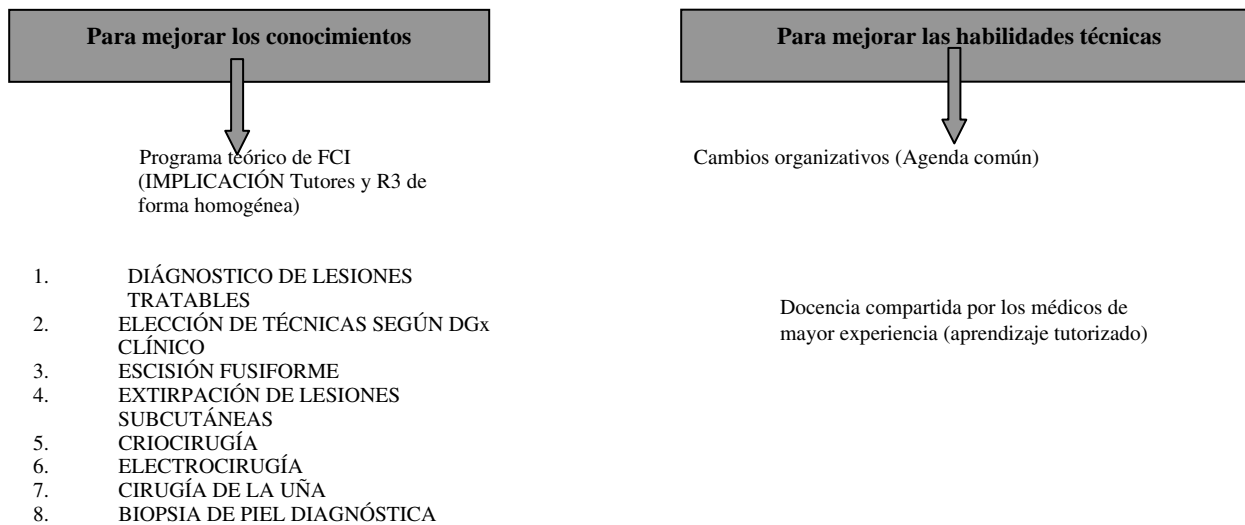 Para mejorar los conocimientos
Programa teórico de FCI
(IMPLICACIÓN Tutores y R3 de
forma homogénea)
1. DIÁGNOSTICO DE LESIONES
TRATABLES
2. ELECCIÓN DE TÉCNICAS SEGÚN DGx
CLÍNICO
3. ESCISIÓN FUSIFORME
4. EXTIRPACIÓN DE LESIONES
SUBCUTÁNEAS
5. CRIOCIRUGÍA
6. ELECTROCIRUGÍA
7. CIRUGÍA DE LA UÑA
8. BIOPSIA DE PIEL DIAGNÓSTICA
Para mejorar las habilidades técnicas
Cambios organizativos (Agenda común)
Docencia compartida por los médicos de
mayor experiencia (aprendizaje tutorizado)